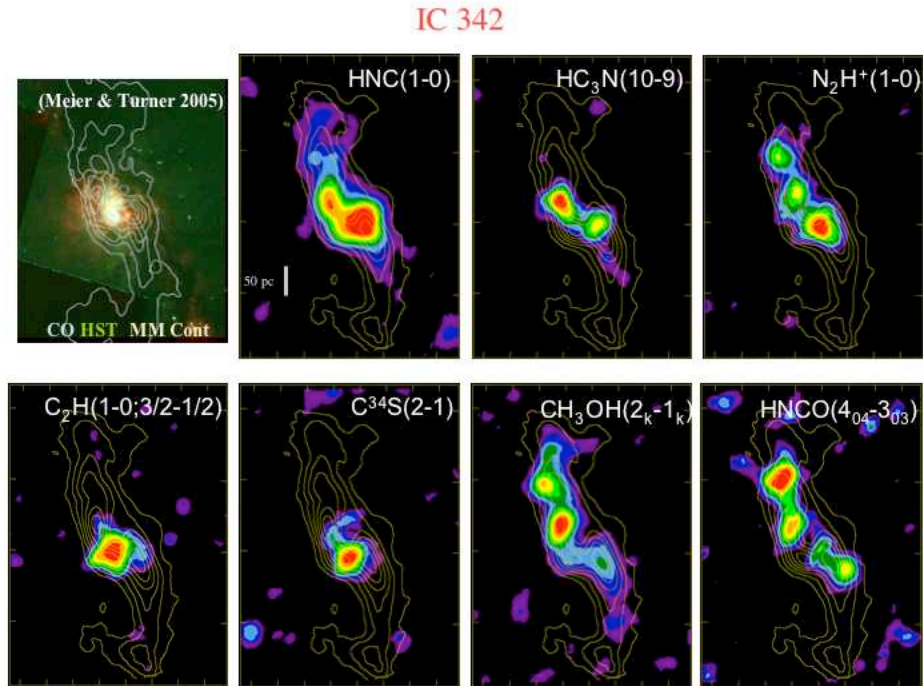 IC 342
(Meier & Turner 2005)
CO HST MM Cont
HNC(1-0)
50 pc
HC₃N(10-9)
N₂H⁺(1-0)
C₂H(1-0;3/2-1/2)
C³⁴S(2-1)
CH₃OH(2ₖ-1ₖ)
HNCO(4₀₄-3₀₃)